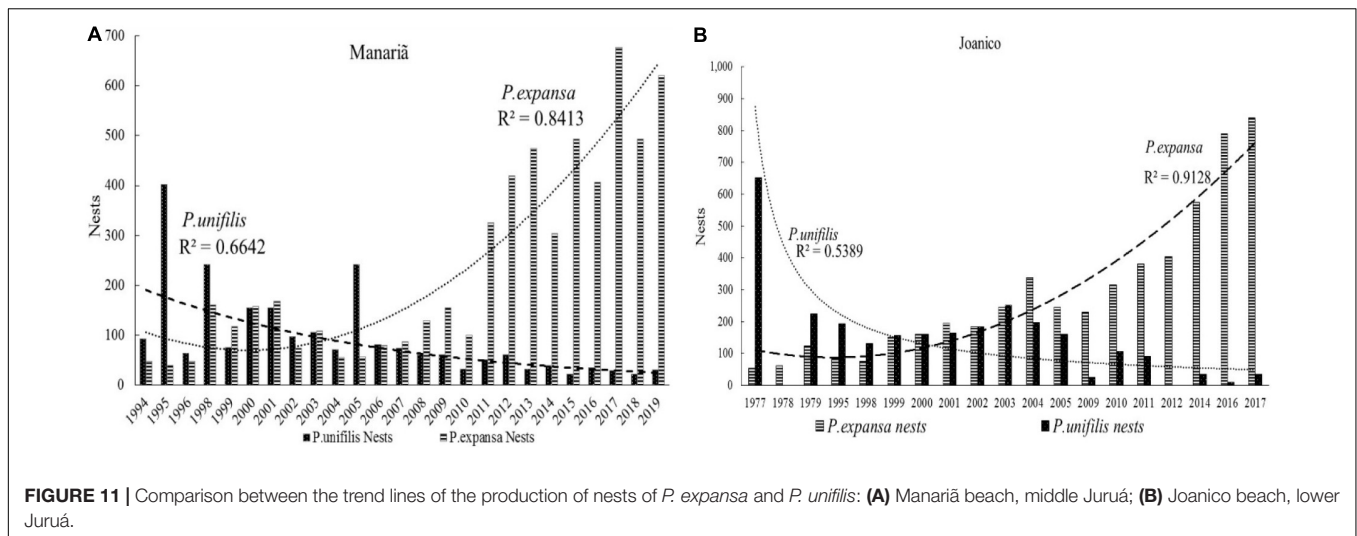 A
Manariã
700
600
500
400
300
200
100
0
Nests
P.expansa
R² = 0.8413
P.unifilis
R² = 0.6642
1994
1995
1996
1998
1999
2000
2001
2002
2003
2004
2005
2006
2007
2008
2009
2010
2011
2012
2013
2014
2015
2016
2017
2018
2019
P.unifilis Nests P.expansa Nests
B
Joanico
1,000
900
800
700
600
500
400
300
200
100
0
Nests
P.expansa
R² = 0.9128
P.unifilis
R² = 0.5389
1977 1978 1979 1995 1998 1999 2000 2001 2002 2003 2004 2005 2009 2010 2011 2012 2014 2016 2017
P.expansa nests P.unifilis nests
FIGURE 11 | Comparison between the trend lines of the production of nests of P. expansa and P. unifilis: (A) Manariã beach, middle Juruá; (B) Joanico beach, lower
Juruá.